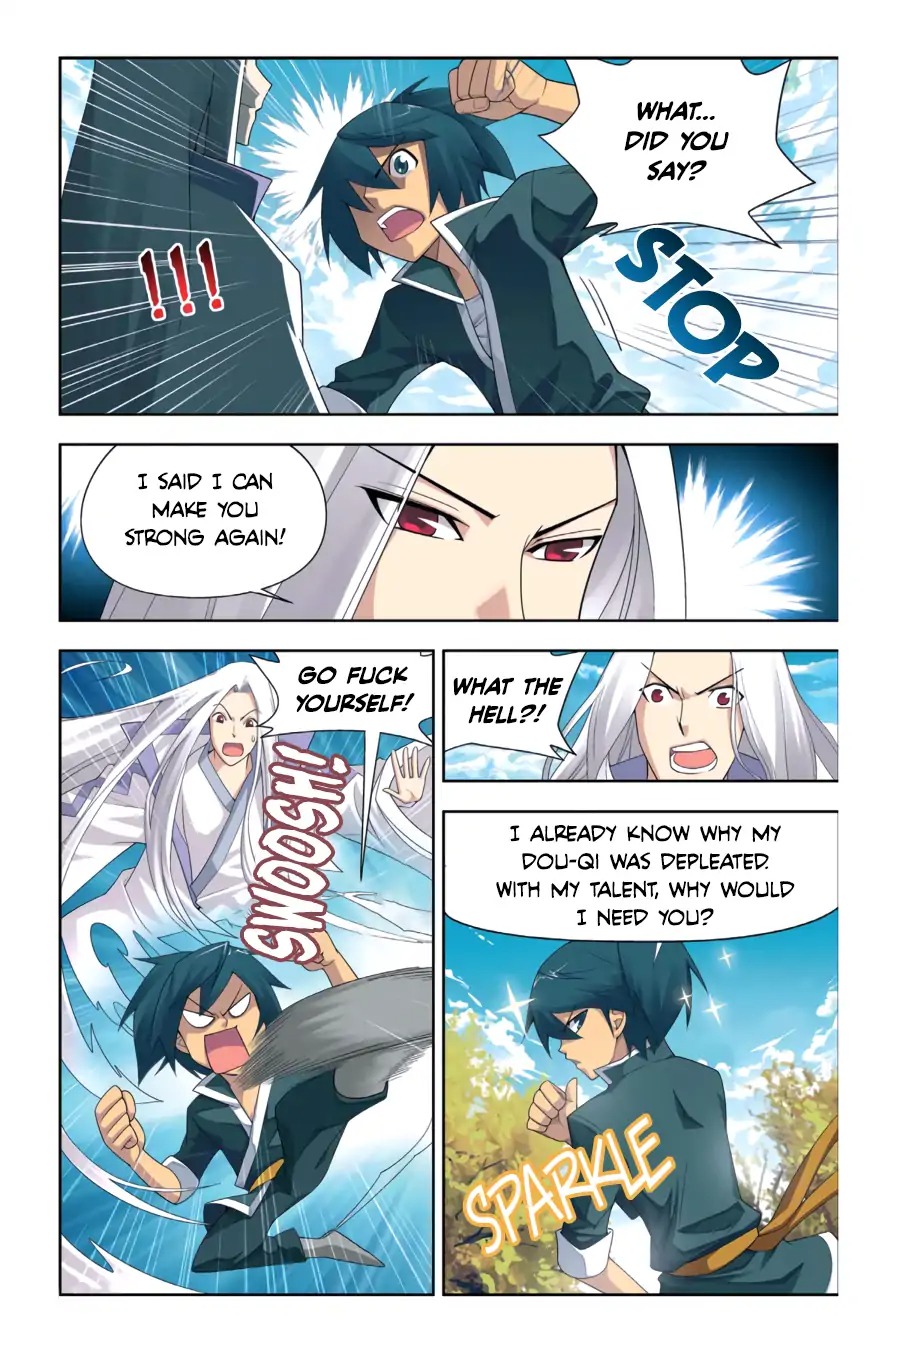 WHAT...
DID YOU
SAY?
!!!
STOP
I SAID I CAN
MAKE YOU
STRONG AGAIN!
GO FUCK
YOURSELF!
SWOOSH!
WHAT THE
HELL?!
I ALREADY KNOW WHY MY
DOU-QI WAS DEPLEATED.
WITH MY TALENT, WHY WOULD
I NEED YOU?
SPARKLE